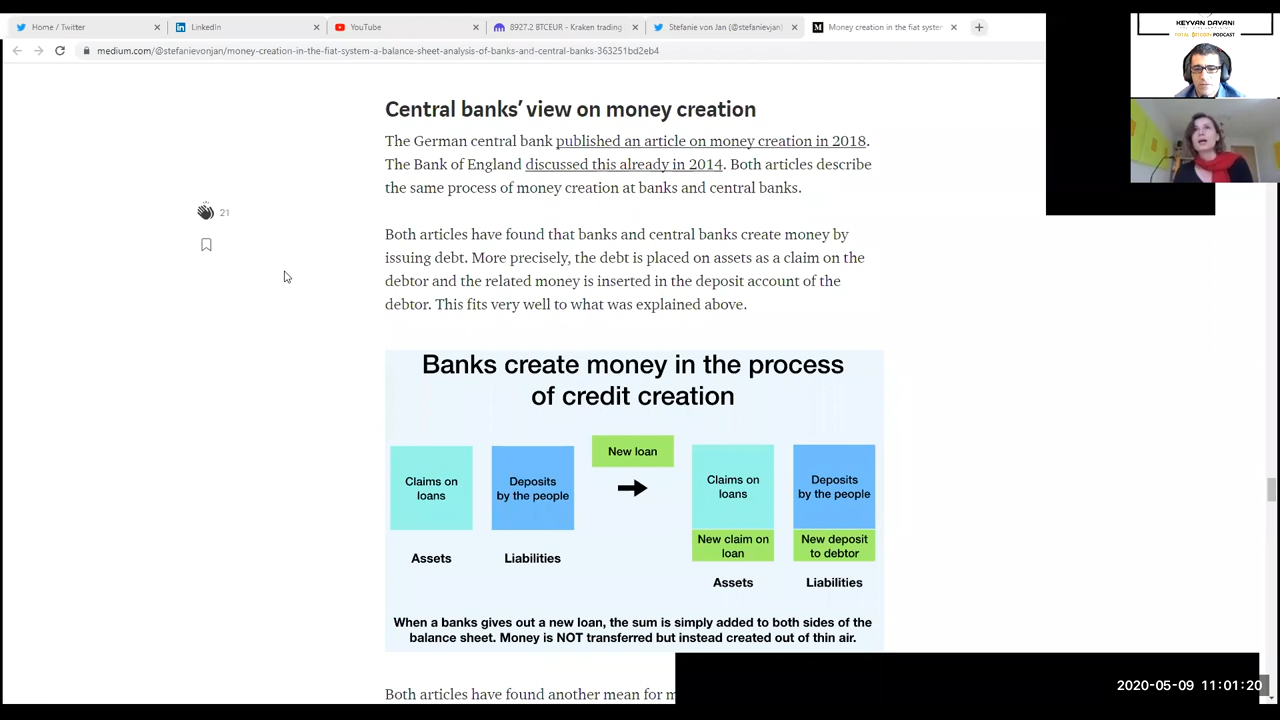 Home / Twitter
LinkedIn
YouTube
8927.2 BTCEUR - Kraken trading
Stefanie von Jan (@stefanievjan)
Money creation in the fiat system
medium.com/@stefanievonjan/money-creation-in-the-fiat-system-a-balance-sheet-analysis-of-banks-and-central-banks-363251bd2eb4
KEYVAN DAVANI
TOTAL BITCOIN PODCAST
Central banks’ view on money creation
The German central bank published an article on money creation in 2018.
The Bank of England discussed this already in 2014. Both articles describe
the same process of money creation at banks and central banks.
21
Both articles have found that banks and central banks create money by
issuing debt. More precisely, the debt is placed on assets as a claim on the
debtor and the related money is inserted in the deposit account of the
debtor. This fits very well to what was explained above.
Banks create money in the process
of credit creation
Claims on
loans
Assets
Deposits
by the people
Liabilities
New loan
Claims on
loans
New claim on
loan
Assets
Deposits
by the people
New deposit
to debtor
Liabilities
When a banks gives out a new loan, the sum is simply added to both sides of the
balance sheet. Money is NOT transferred but instead created out of thin air.
Both articles have found another mean for m
2020-05-09 11:01:20